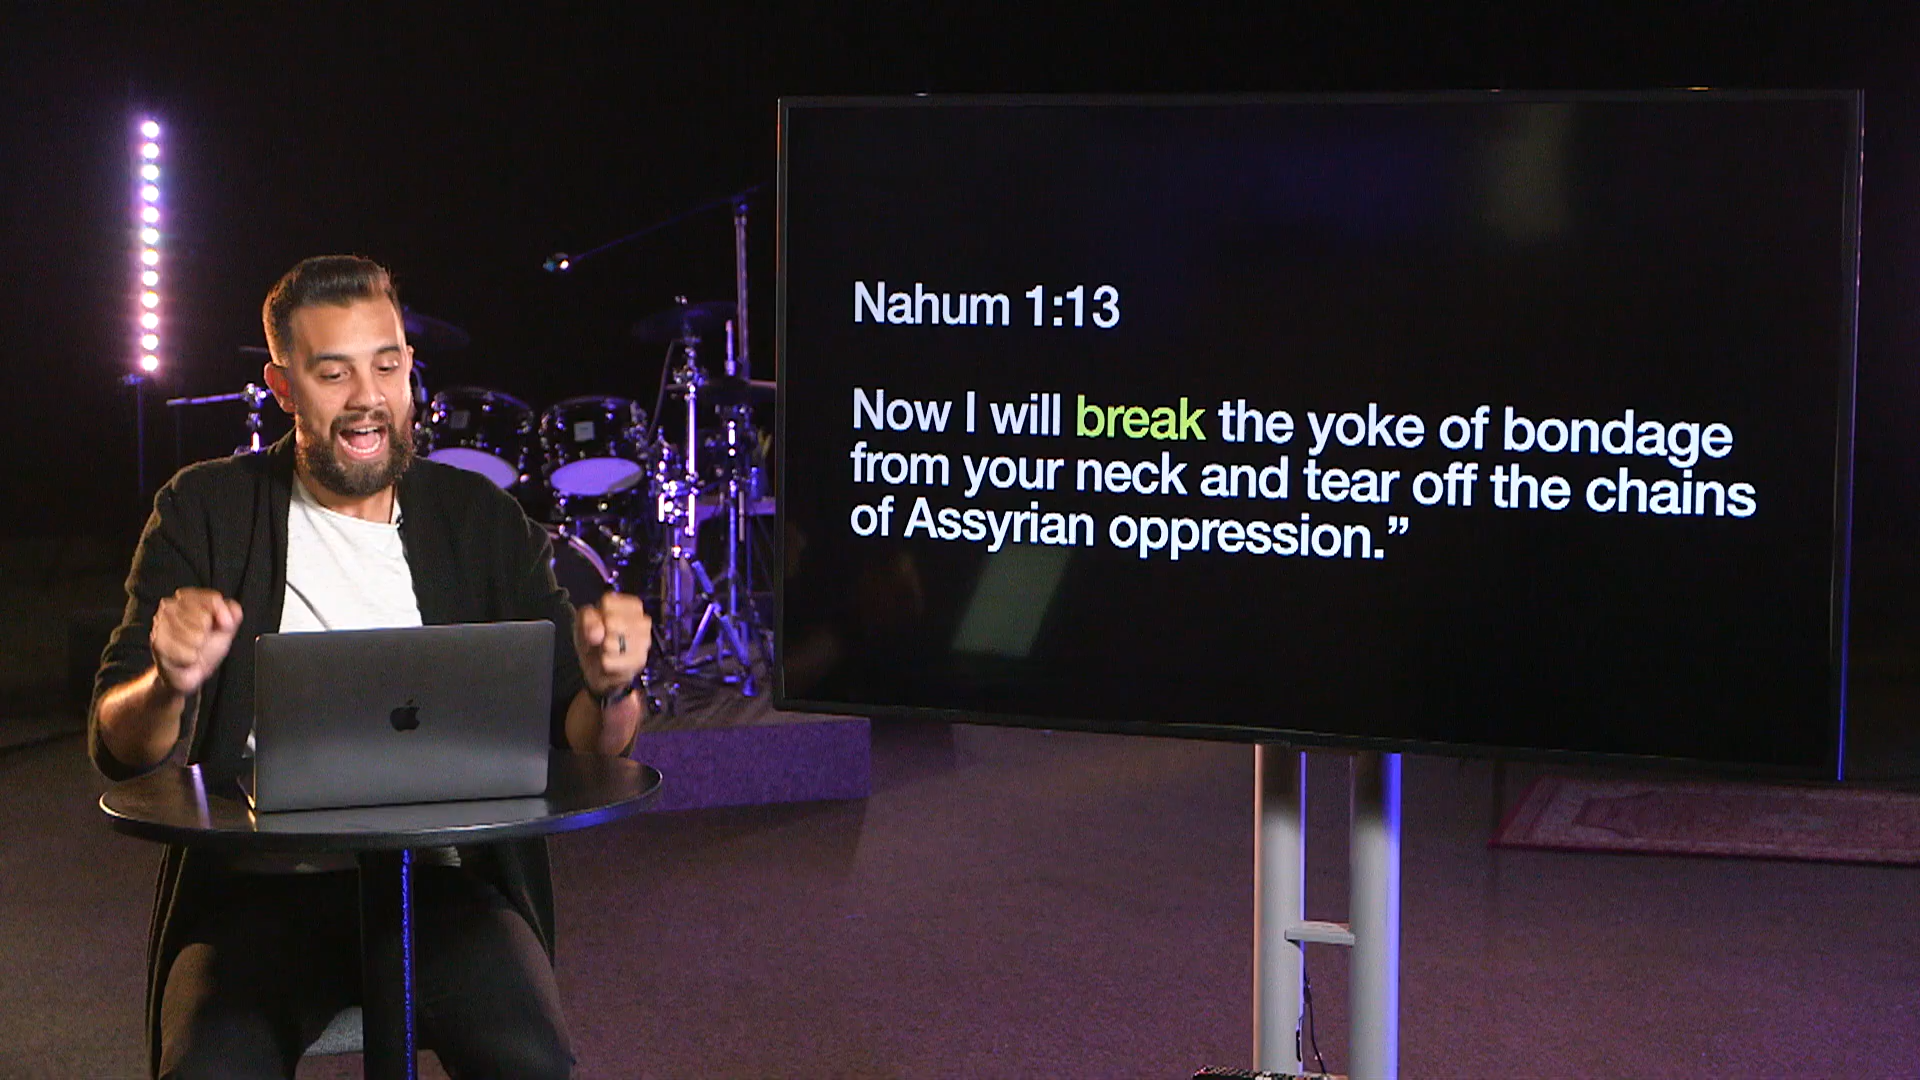 Nahum 1:13
Now I will break the yoke of bondage
from your neck and tear off the chains
of Assyrian oppression.”